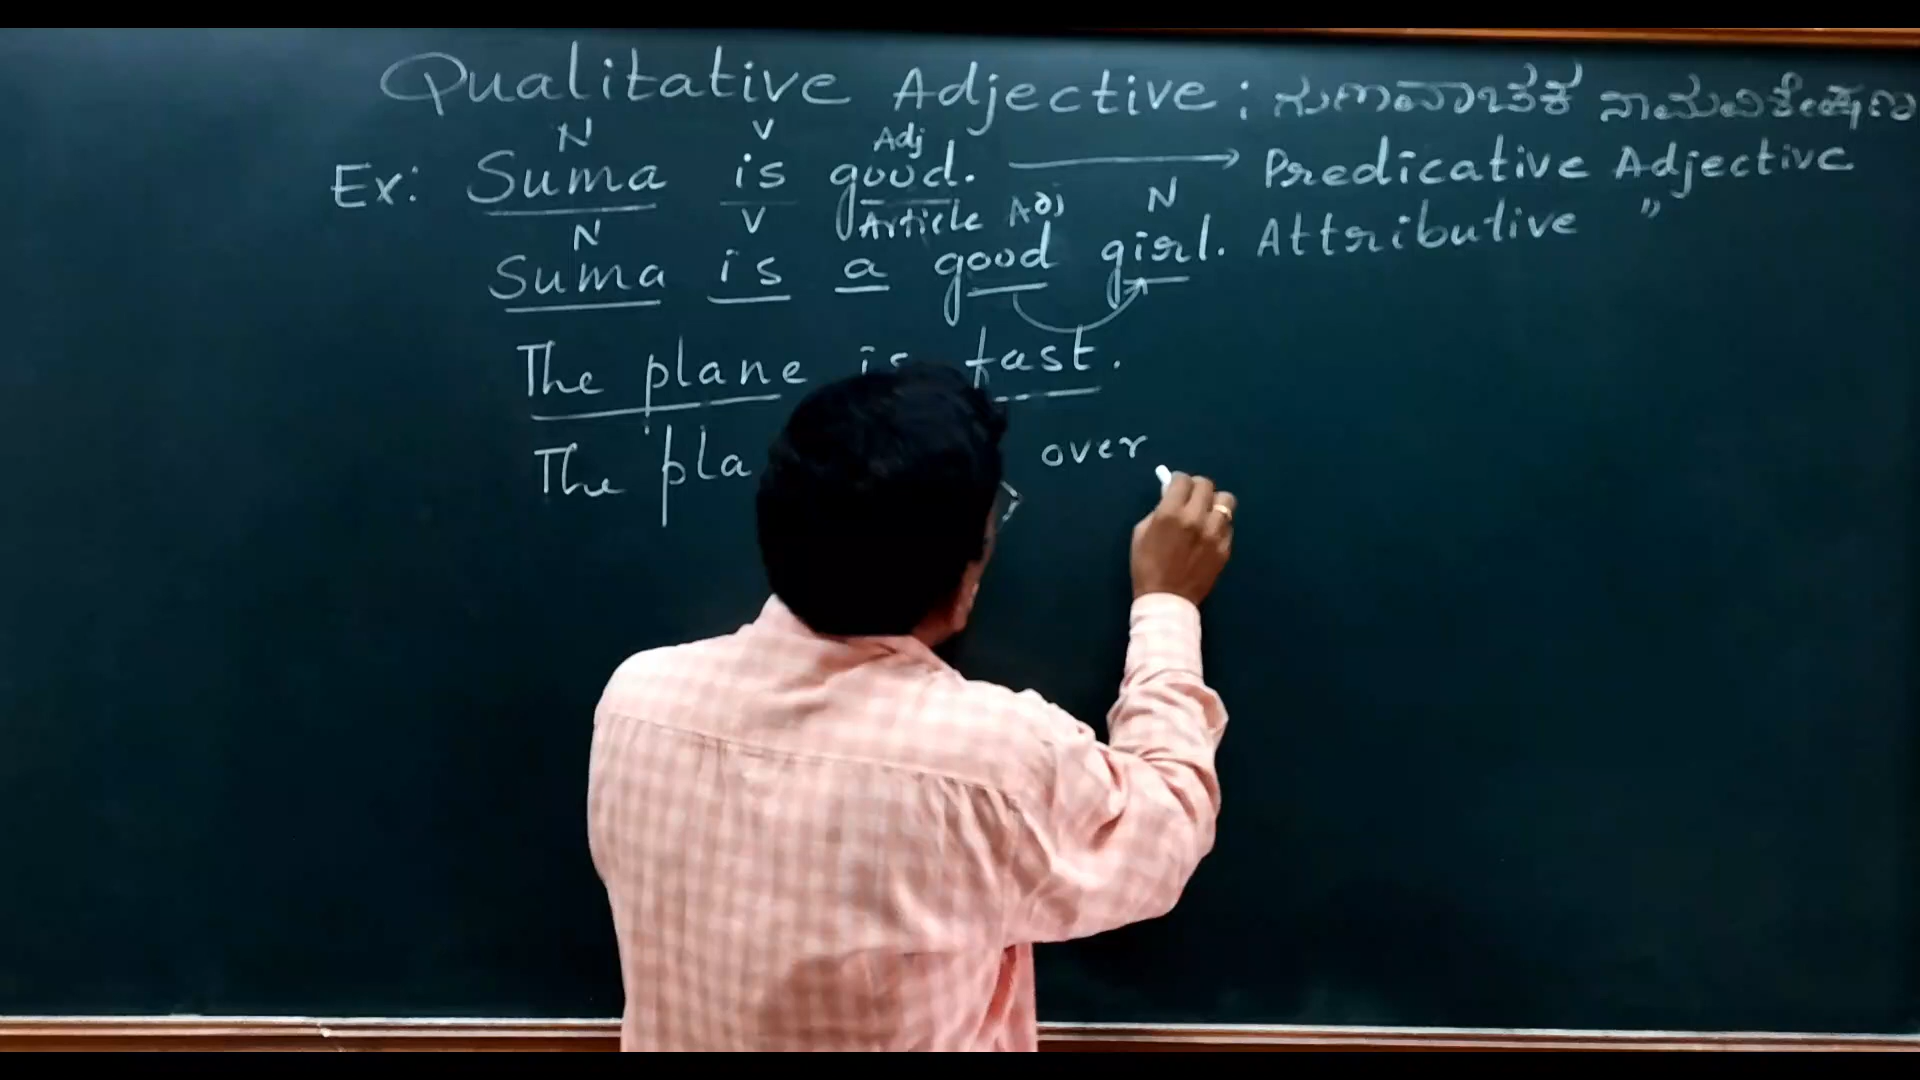 Qualitative Adjective : ಗುಣವಾಚಕ ನಾಮವಿಶೇಷಣ
N V Adj
Ex: Suma is good. → Predicative Adjective
N V Article Adj N
Suma is a good girl. Attributive "
The plane is fast.
The pla over